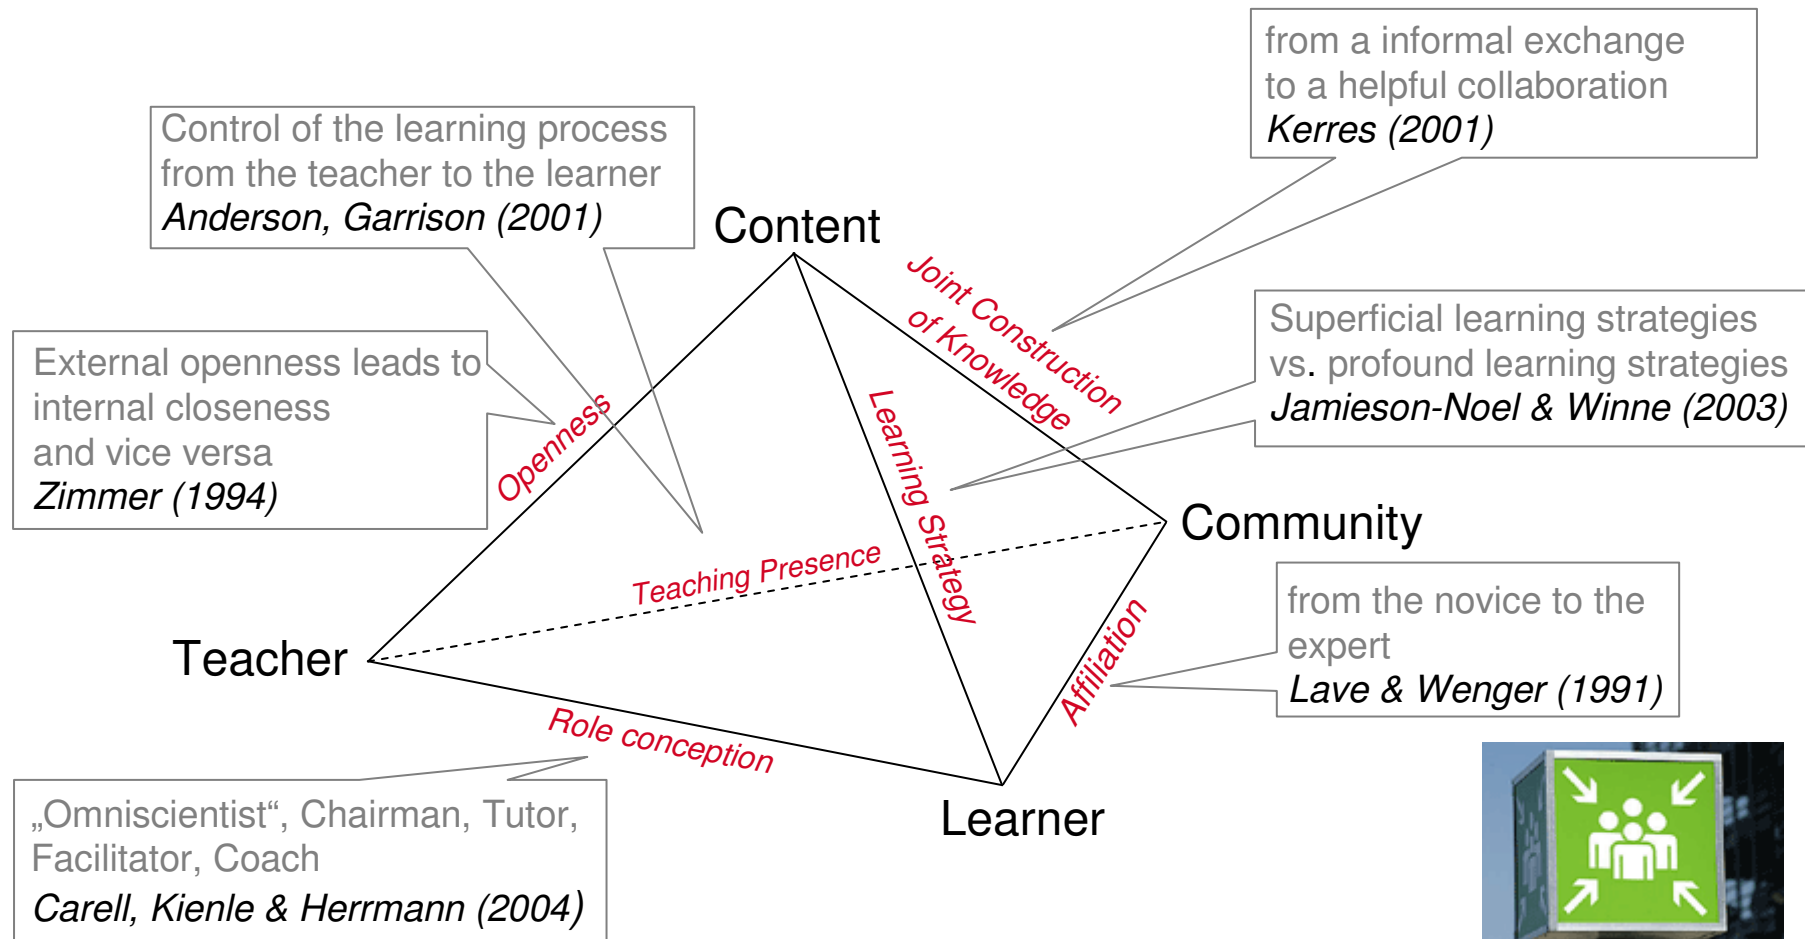 from a informal exchange
to a helpful collaboration
Kerres (2001)
Control of the learning process
from the teacher to the learner
Anderson, Garrison (2001)
Content
Joint Construction
of Knowledge
Superficial learning strategies
vs. profound learning strategies
Jamieson-Noel & Winne (2003)
External openness leads to
internal closeness
and vice versa
Zimmer (1994)
Openness
Learning Strategy
Community
Teaching Presence
from the novice to the
expert
Lave & Wenger (1991)
Affiliation
Teacher
Role conception
Learner
„Omniscientist“, Chairman, Tutor,
Facilitator, Coach
Carell, Kienle & Herrmann (2004)